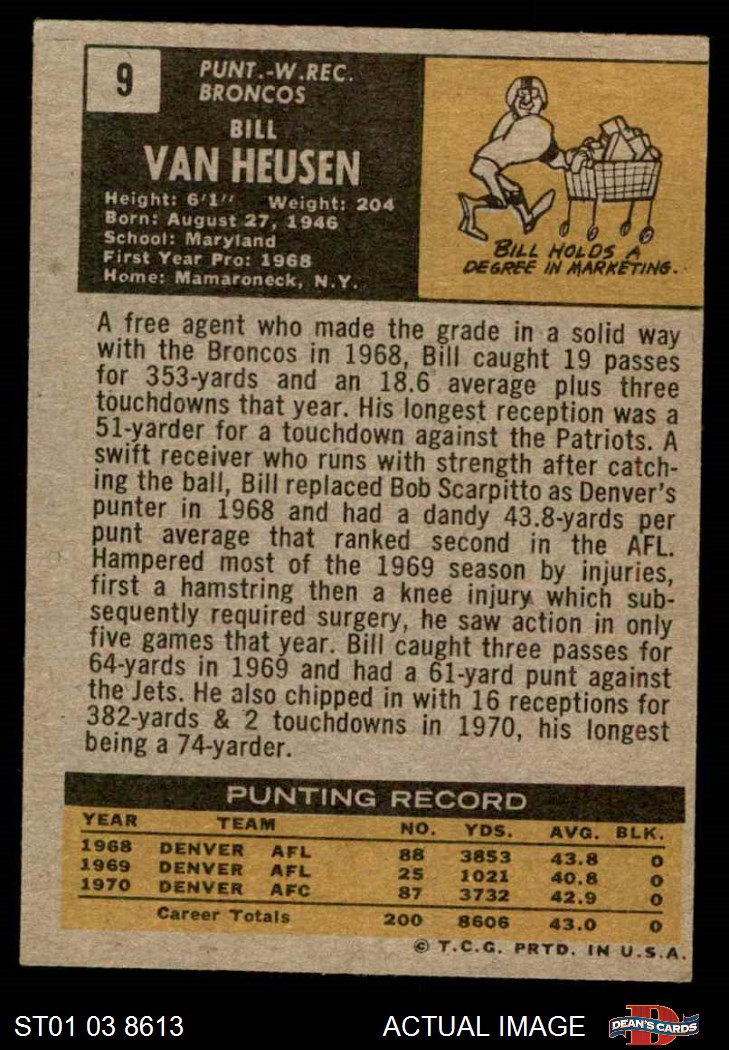 9
PUNT.-W.REC.
BRONCOS
BILL
VAN HEUSEN
Height: 6'1" Weight: 204
Born: August 27, 1946
School: Maryland
First Year Pro: 1968
Home: Mamaroneck, N.Y.
BILL HOLDS A
DEGREE IN MARKETING.
A free agent who made the grade in a solid way
with the Broncos in 1968, Bill caught 19 passes
for 353-yards and an 18.6 average plus three
touchdowns that year. His longest reception was a
51-yarder for a touchdown against the Patriots. A
swift receiver who runs with strength after catch-
ing the ball, Bill replaced Bob Scarpitto as Denver's
punter in 1968 and had a dandy 43.8-yards per
punt average that ranked second in the AFL.
Hampered most of the 1969 season by injuries,
first a hamstring then a knee injury which sub-
sequently required surgery, he saw action in only
five games that year. Bill caught three passes for
64-yards in 1969 and had a 61-yard punt against
the Jets. He also chipped in with 16 receptions for
382-yards & 2 touchdowns in 1970, his longest
being a 74-yarder.
PUNTING RECORD
YEAR TEAM NO. YDS. AVG. BLK.
1968 DENVER AFL 88 3853 43.8 0
1969 DENVER AFL 25 1021 40.8 0
1970 DENVER AFC 87 3732 42.9 0
Career Totals 200 8606 43.0 0
© T.C.G. PRTD. IN U.S.A.
ST01 03 8613 ACTUAL IMAGE DEAN'S CARDS